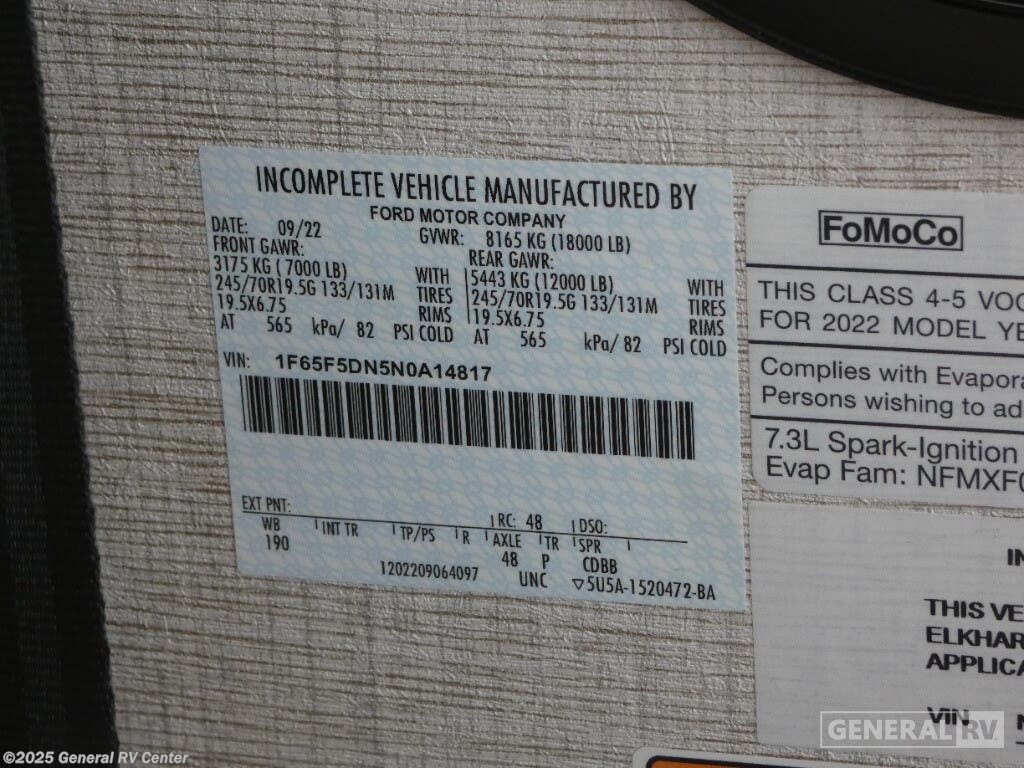 INCOMPLETE VEHICLE MANUFACTURED BY
FORD MOTOR COMPANY
DATE: 09/22 GVWR: 8165 KG (18000 LB)
FRONT GAWR: REAR GAWR:
3175 KG ( 7000 LB) WITH 5443 KG (12000 LB) WITH
245/70R19.5G 133/131M TIRES 245/70R19.5G 133/131M TIRES
19.5X6.75 RIMS 19.5X6.75 RIMS
AT 565 kPa/ 82 PSI COLD AT 565 kPa/ 82 PSI COLD
VIN: 1F65F5DN5N0A14817
EXT PNT: RC: 48 DSO:
WB INT TR TP/PS R AXLE TR SPR
190 48 P CDBB
1202209064097 UNC ▽5U5A-1520472-BA
FoMoCo
THIS CLASS 4-5 VOC
FOR 2022 MODEL YE
Complies with Evapora
Persons wishing to ad
7.3L Spark-Ignition
Evap Fam: NFMXF0
IN
THIS VE
ELKHAR
APPLICA
VIN
GENERAL RV
©2025 General RV Center